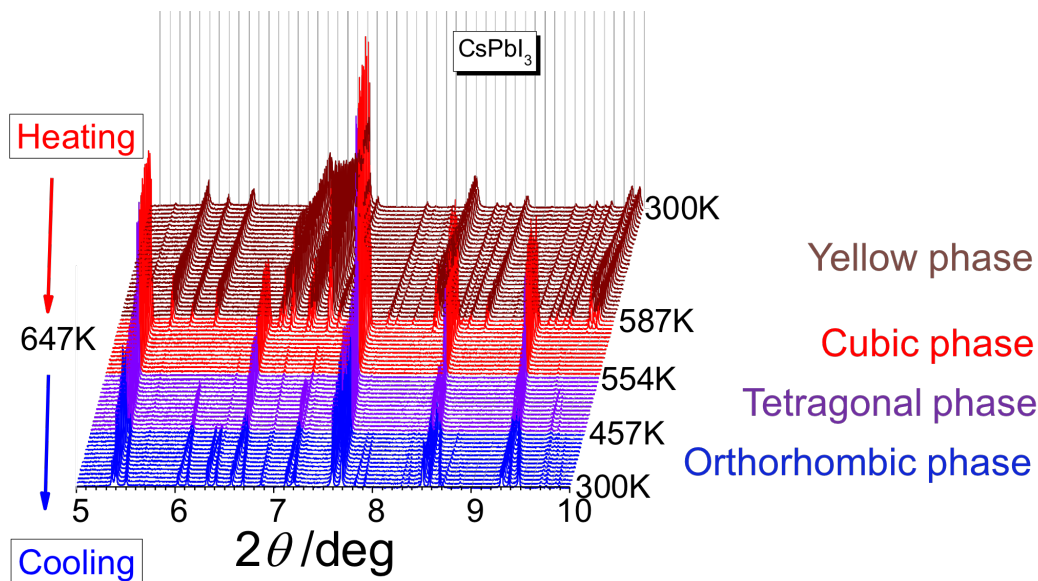 CsPbI₃
Heating
300K
Yellow phase
587K
647K
Cubic phase
554K
Tetragonal phase
457K
Orthorhombic phase
300K
5 6 7 8 9 10
2θ /deg
Cooling